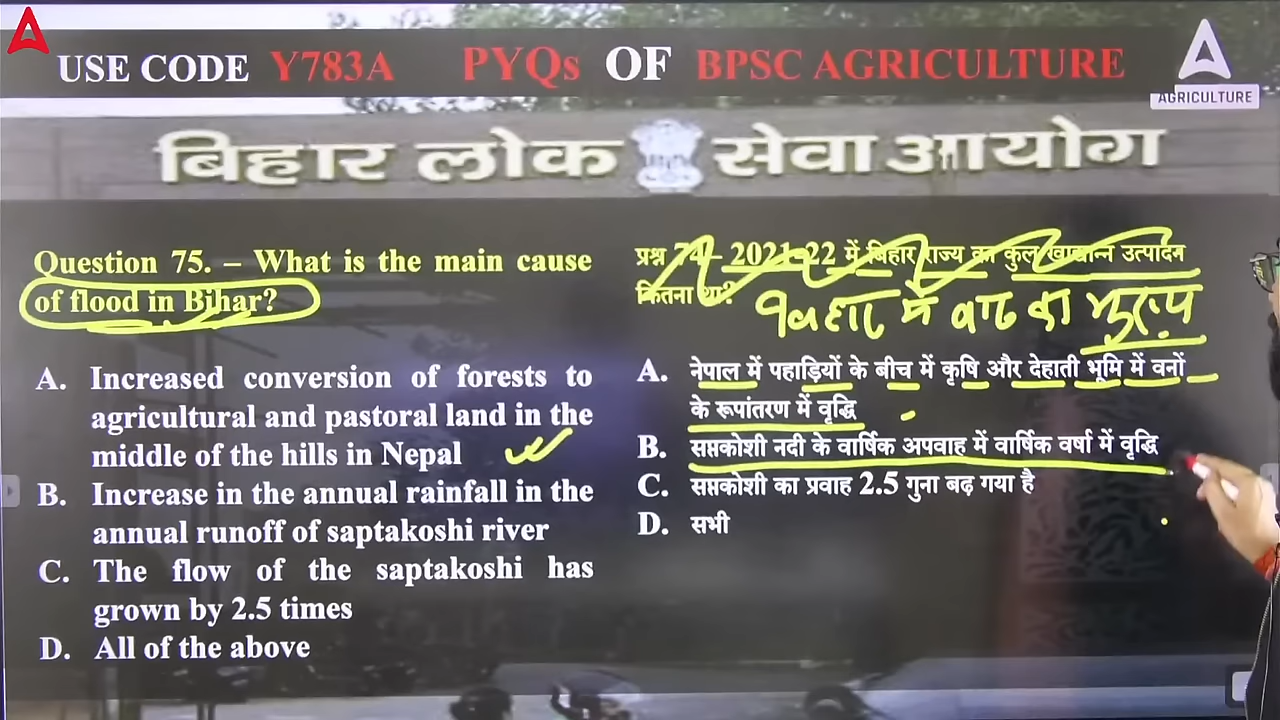 USE CODE Y783A PYQs OF BPSC AGRICULTURE
AGRICULTURE
बिहार लोक सेवा आयोग
Question 75. – What is the main cause
of flood in Bihar?
A. Increased conversion of forests to
agricultural and pastoral land in the
middle of the hills in Nepal
B. Increase in the annual rainfall in the
annual runoff of saptakoshi river
C. The flow of the saptakoshi has
grown by 2.5 times
D. All of the above
प्रश्न 74 – 2021-22 में बिहार राज्य का कुल खाद्यान्न उत्पादन
कितना था?
बिहार में बाढ का मुख्य
A. नेपाल में पहाड़ियों के बीच में कृषि और देहाती भूमि में वनों
के रूपांतरण में वृद्धि
B. सप्तकोशी नदी के वार्षिक अपवाह में वार्षिक वर्षा में वृद्धि
C. सप्तकोशी का प्रवाह 2.5 गुना बढ़ गया है
D. सभी